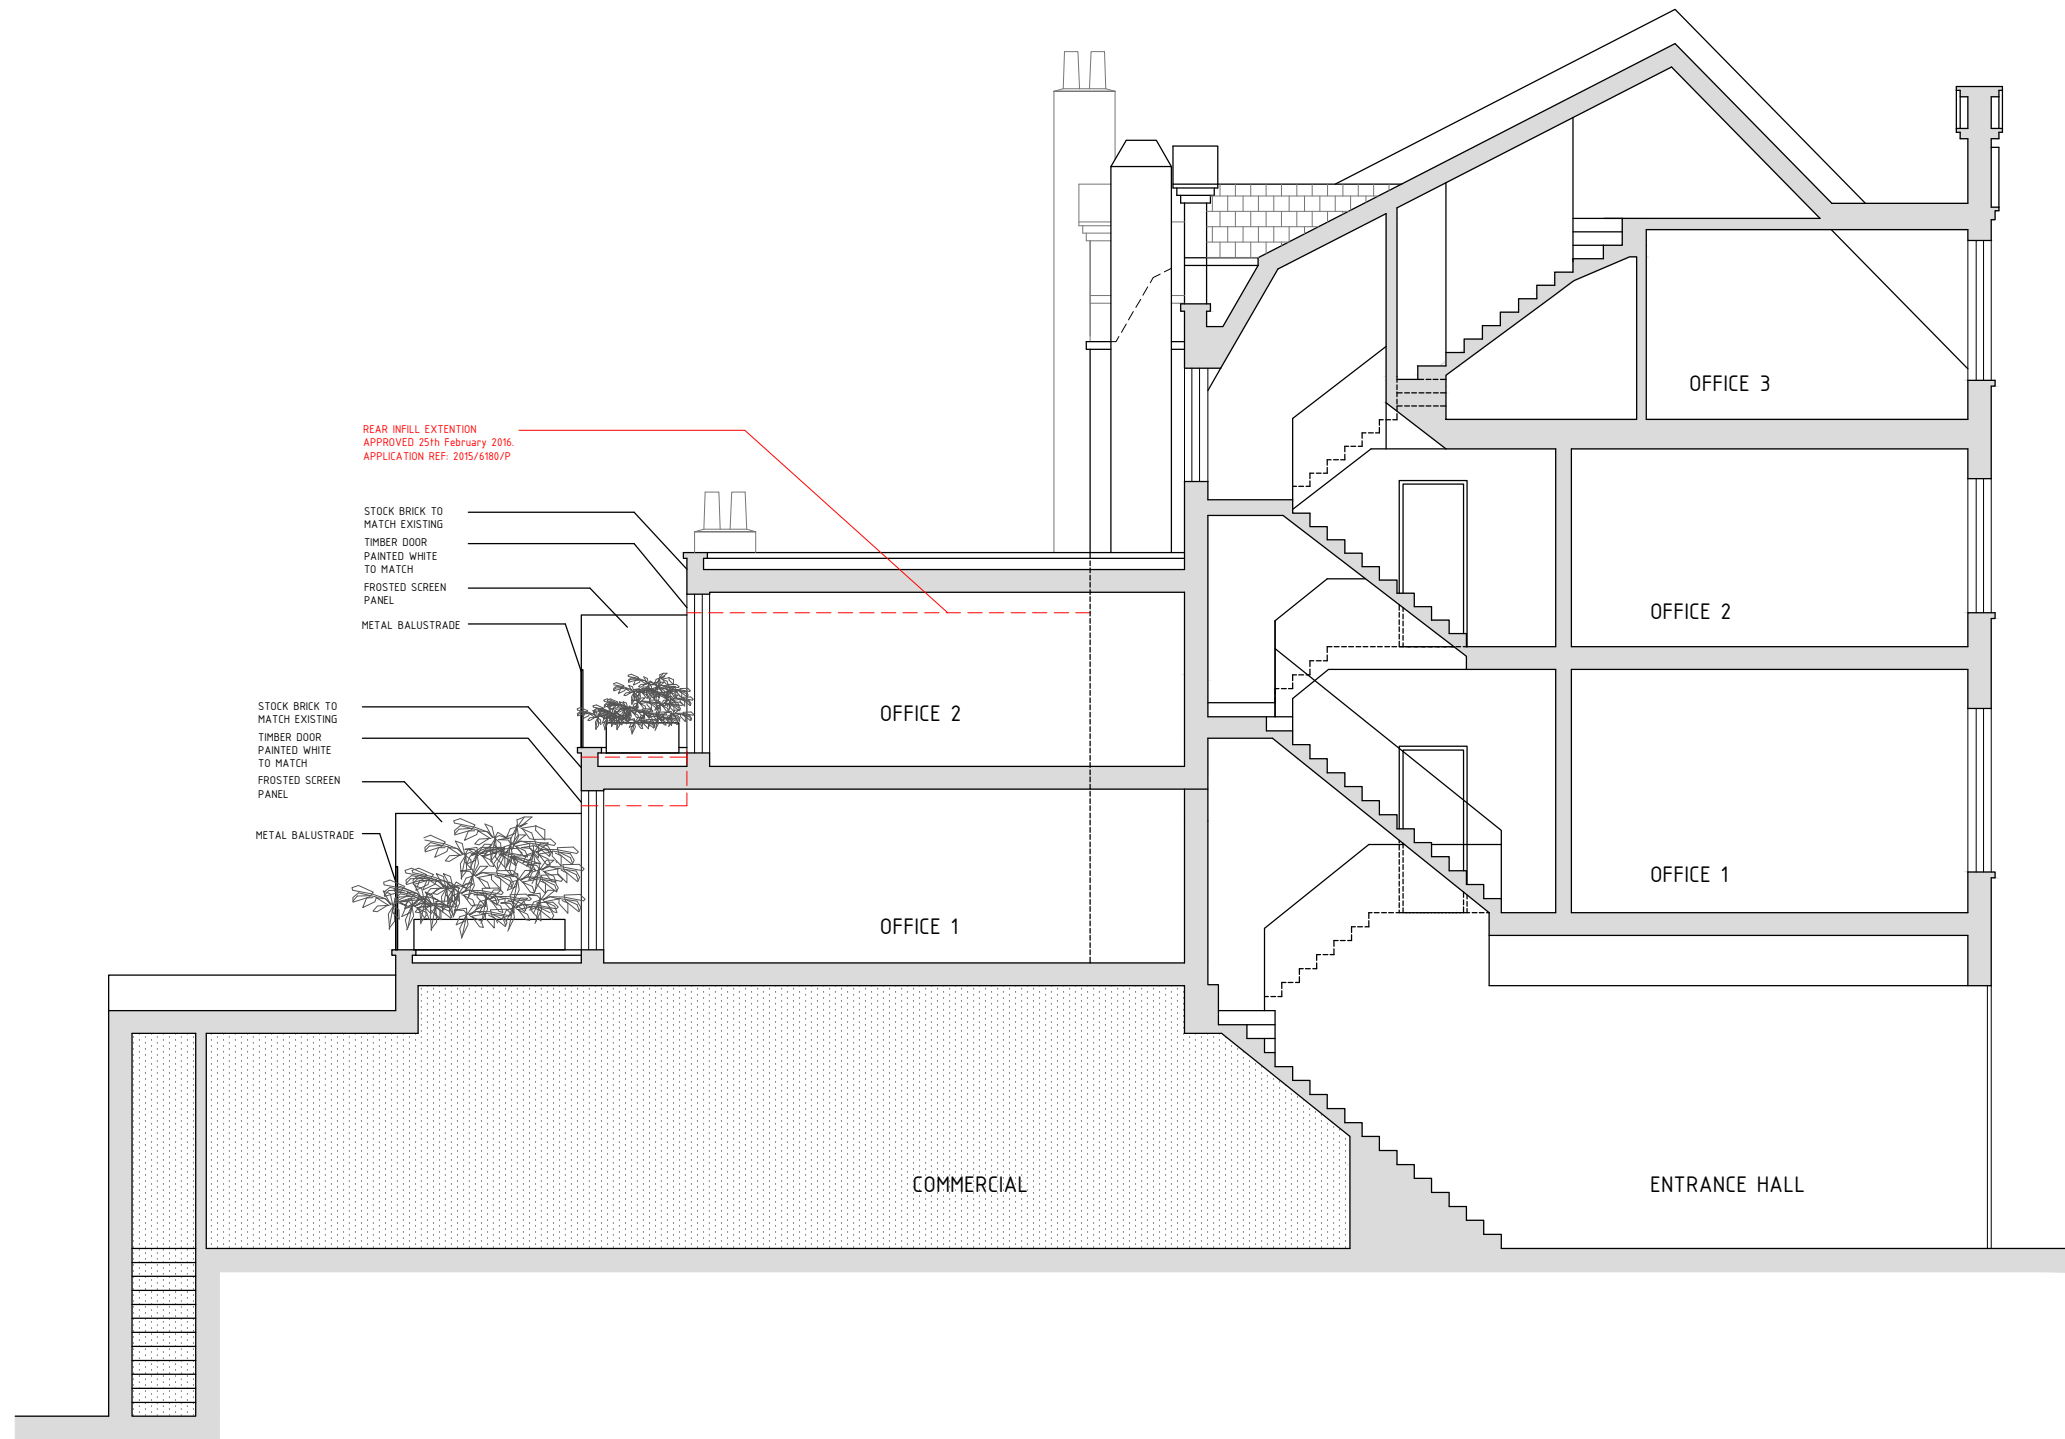 OFFICE 3
REAR INFILL EXTENTION
APPROVED 25th February 2016.
APPLICATION REF: 2015/6180/P
STOCK BRICK TO
MATCH EXISTING
TIMBER DOOR
PAINTED WHITE
TO MATCH
FROSTED SCREEN
PANEL
METAL BALUSTRADE
OFFICE 2
OFFICE 2
STOCK BRICK TO
MATCH EXISTING
TIMBER DOOR
PAINTED WHITE
TO MATCH
FROSTED SCREEN
PANEL
METAL BALUSTRADE
OFFICE 1
OFFICE 1
COMMERCIAL
ENTRANCE HALL